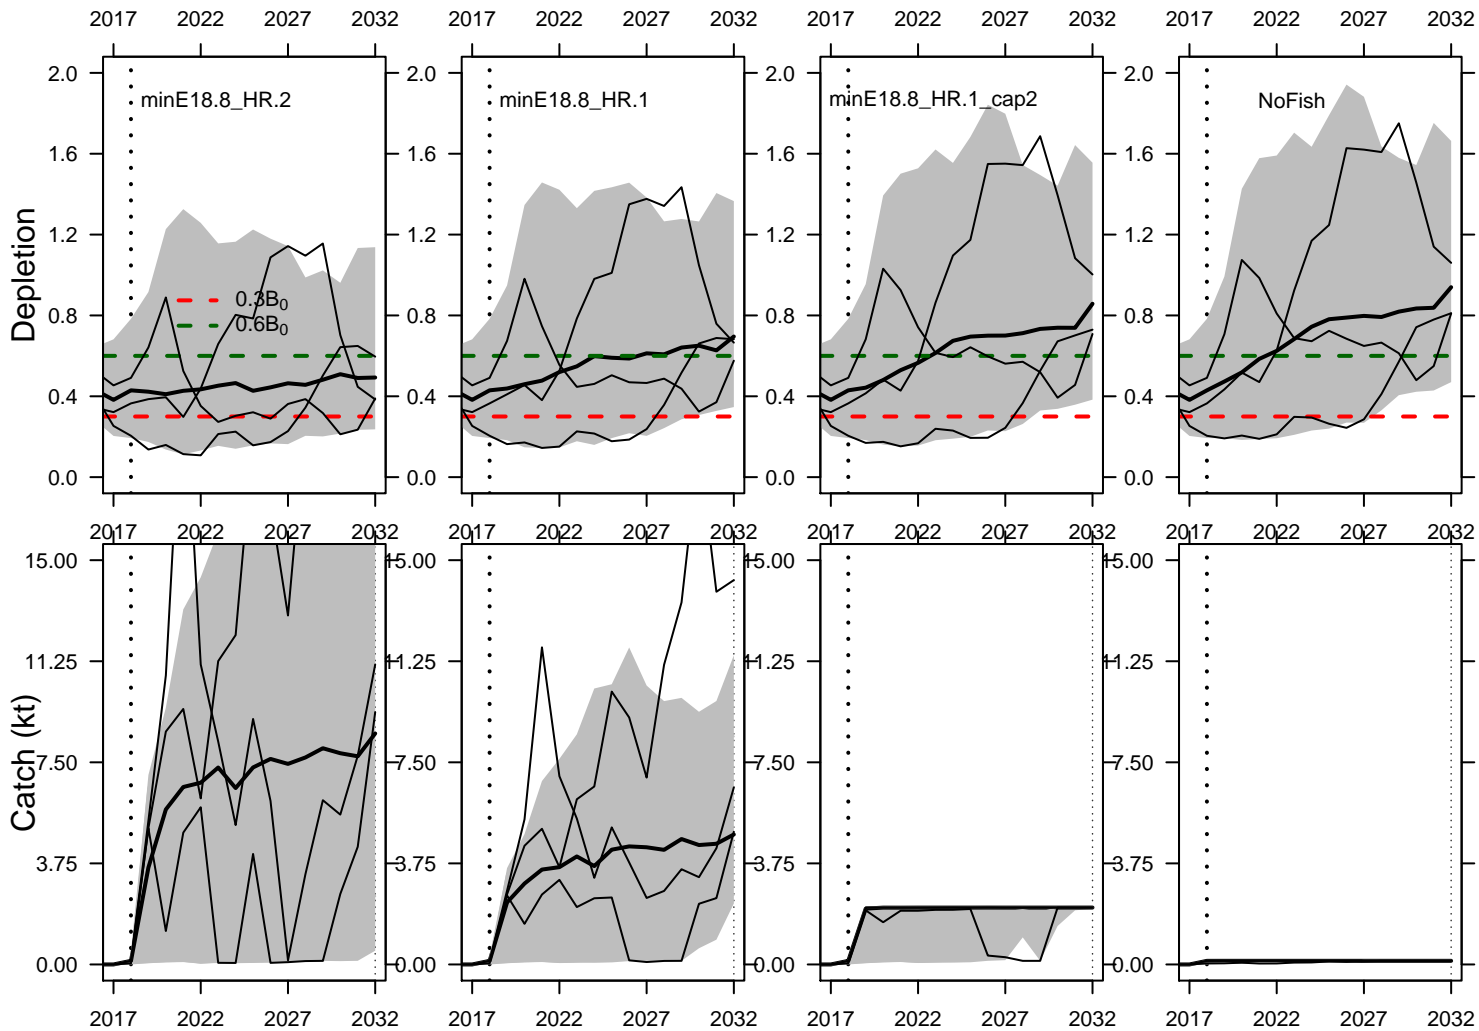 2017 2022 2027 2032 2017 2022 2027 2032 2017 2022 2027 2032 2017 2022 2027 2032
2.0 2.0 2.0 2.0
minE18.8_HR.2 minE18.8_HR.1 minE18.8_HR.1_cap2 NoFish
1.6 1.6 1.6 1.6
1.2 1.2 1.2 1.2
Depletion
0.3B0
0.8 0.8 0.8 0.8
0.6B0
0.4 0.4 0.4 0.4
0.0 0.0 0.0 0.0
2017 2022 2027 2032 2017 2022 2027 2032 2017 2022 2027 2032 2017 2022 2027 2032
15.00 15.00 15.00 15.00
11.25 11.25 11.25 11.25
Catch (kt)
7.50 7.50 7.50 7.50
3.75 3.75 3.75 3.75
0.00 0.00 0.00 0.00
2017 2022 2027 2032 2017 2022 2027 2032 2017 2022 2027 2032 2017 2022 2027 2032